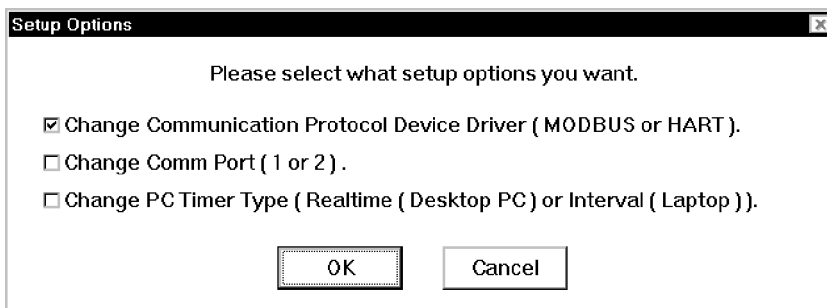 Setup Options
Please select what setup options you want.
Change Communication Protocol Device Driver ( MODBUS or HART ).
Change Comm Port ( 1 or 2 ) .
Change PC Timer Type ( Realtime ( Desktop PC ) or Interval ( Laptop ) ).
OK
Cancel